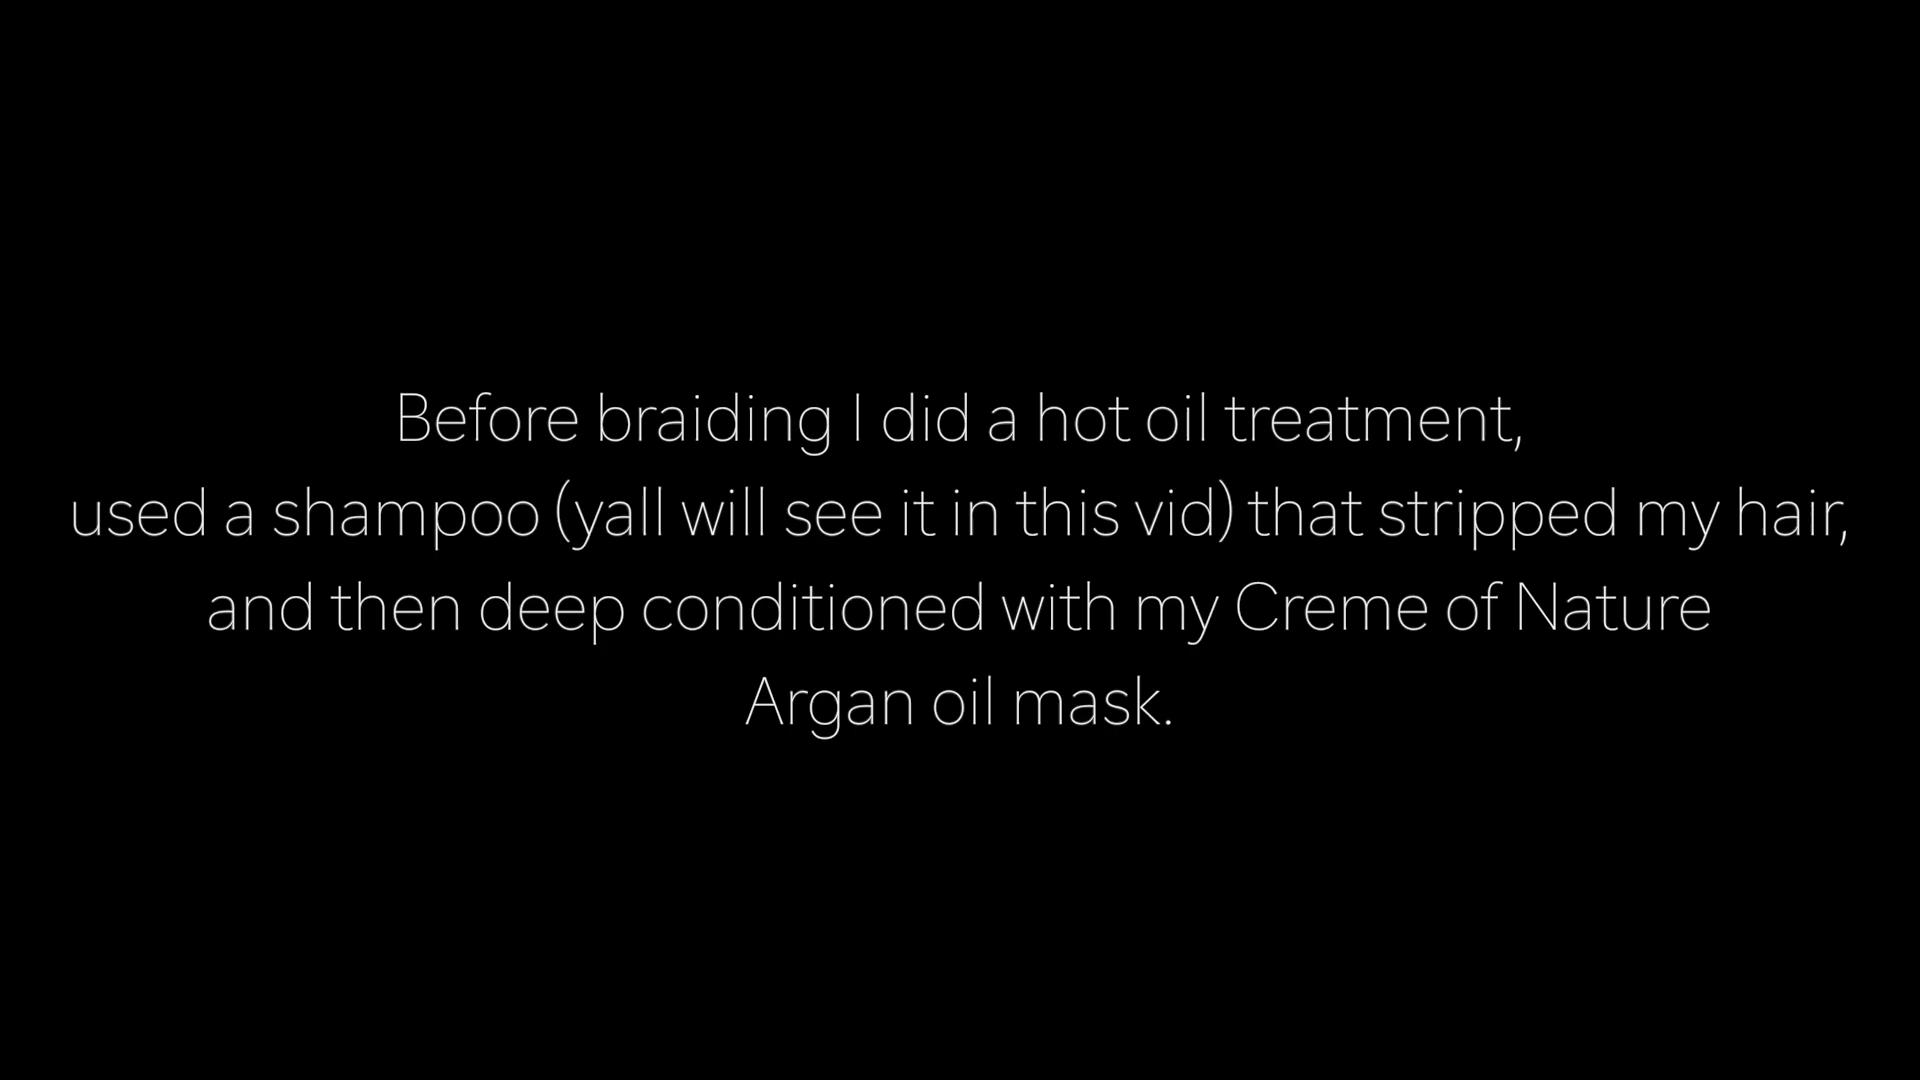 Before braiding I did a hot oil treatment,
used a shampoo (yall will see it in this vid) that stripped my hair,
and then deep conditioned with my Creme of Nature
Argan oil mask.